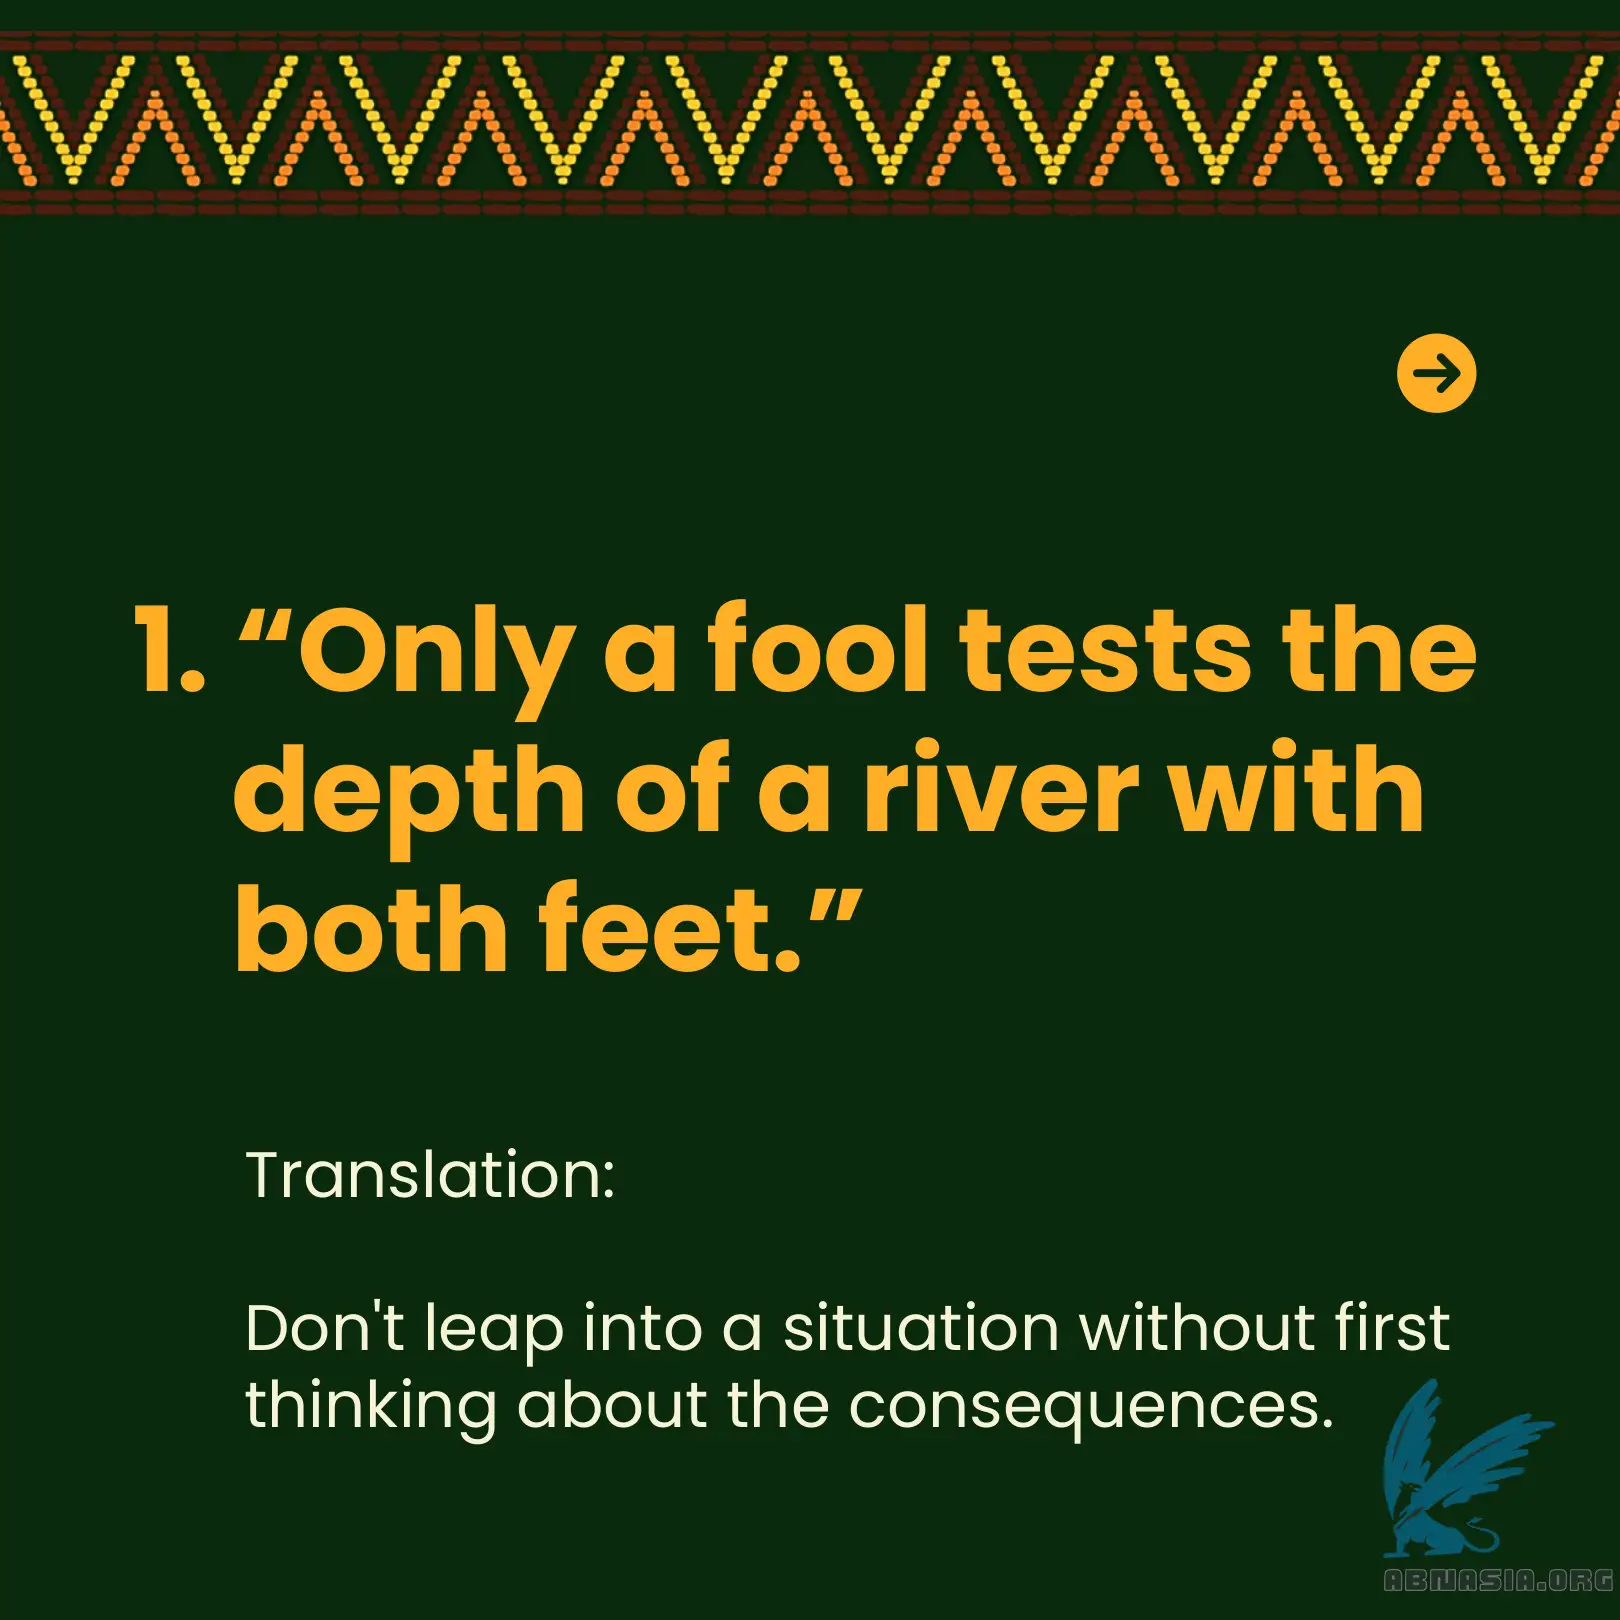 1. “Only a fool tests the
depth of a river with
both feet.”
Translation:
Don't leap into a situation without first
thinking about the consequences.
ABNASIA.ORG